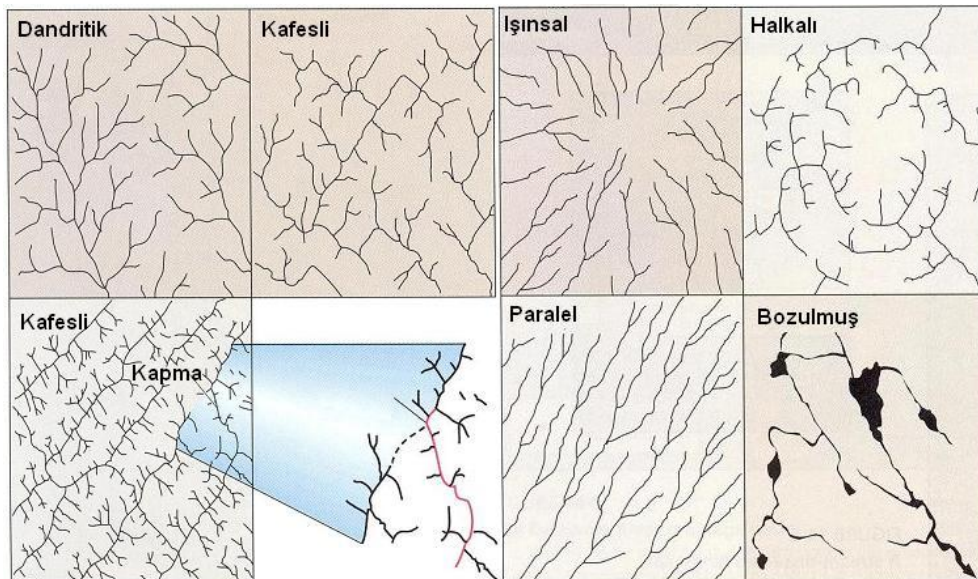 Dandritik
Kafesli
Işınsal
Halkalı
Kafesli
Kapma
Paralel
Bozulmuş